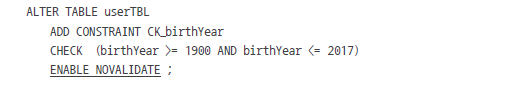 ALTER TABLE userTBL
ADD CONSTRAINT CK_birthYear
CHECK (birthYear >= 1900 AND birthYear <= 2017)
ENABLE NOVALIDATE ;